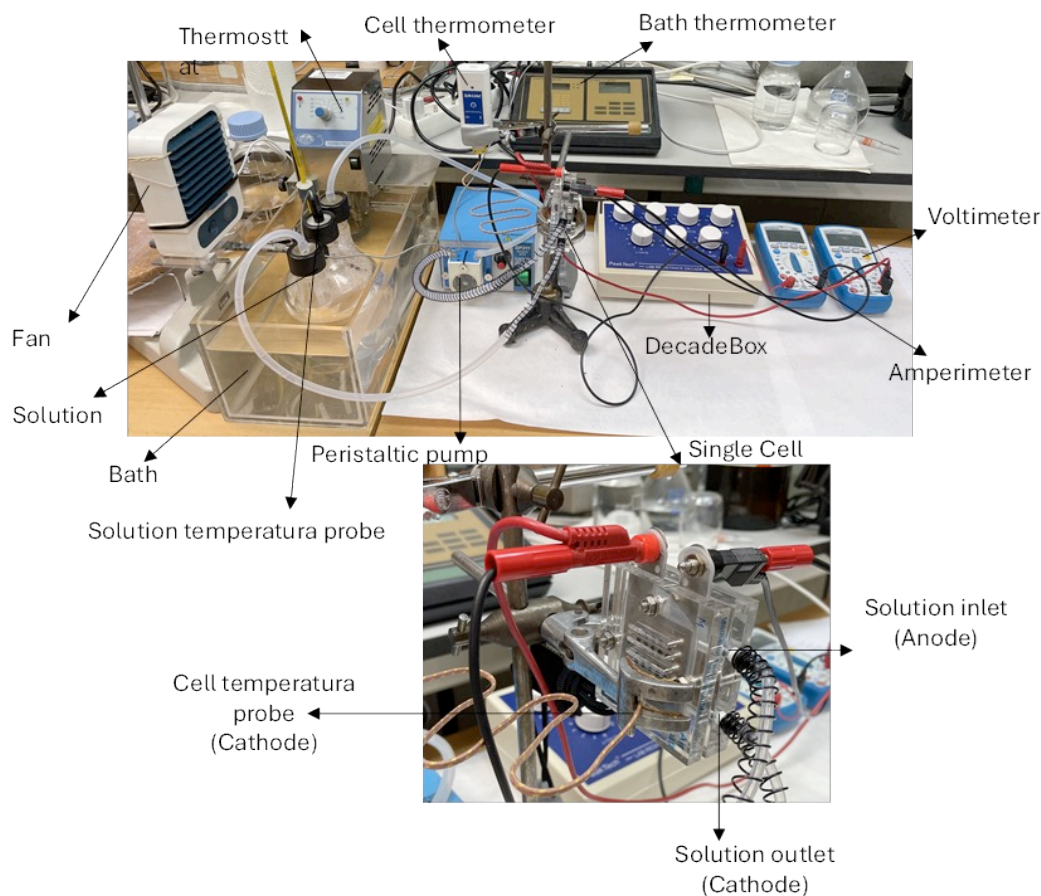 Thermostt
at
Cell thermometer
Bath thermometer
Voltimeter
Fan
DecadeBox
Amperimeter
Solution
Peristaltic pump
Single Cell
Bath
Solution temperatura probe
Solution inlet
(Anode)
Cell temperatura
probe
(Cathode)
Solution outlet
(Cathode)